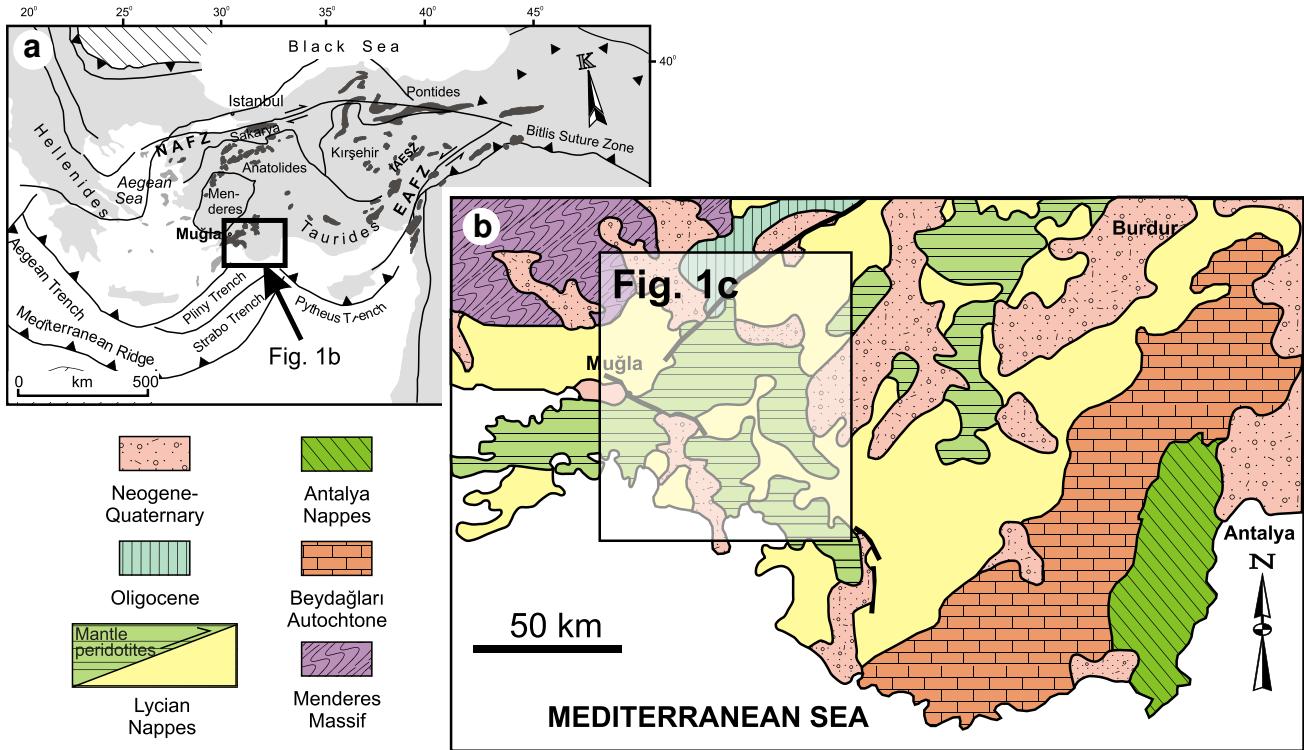 20°
25°
35°
40°
45°
a
Black Sea
K
40°
Istanbul
Pontides
NAFZ
Sakarya
Hellenides
Kırşehir
IAESZ
Bitlis Suture Zone
Anatolides
Aegean
Sea
Men-
deres
EAFZ
Taurides
Muğla
Aegean Trench
Pliny Trench
Strabo Trench
Pytheus Trench
Mediterranean Ridge
Fig. 1b
0 km 500
b
Burdur
Fig. 1c
Muğla
Antalya
N
50 km
MEDITERRANEAN SEA
Neogene-
Quaternary
Antalya
Nappes
Oligocene
Beydağları
Autochtone
Mantle
peridotites
Lycian
Nappes
Menderes
Massif